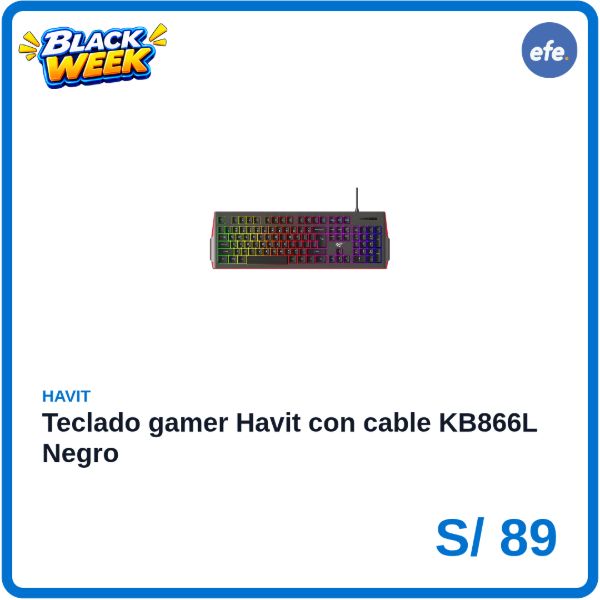 BLACK
WEEK
efe.
HAVIT
Teclado gamer Havit con cable KB866L
Negro
S/ 89